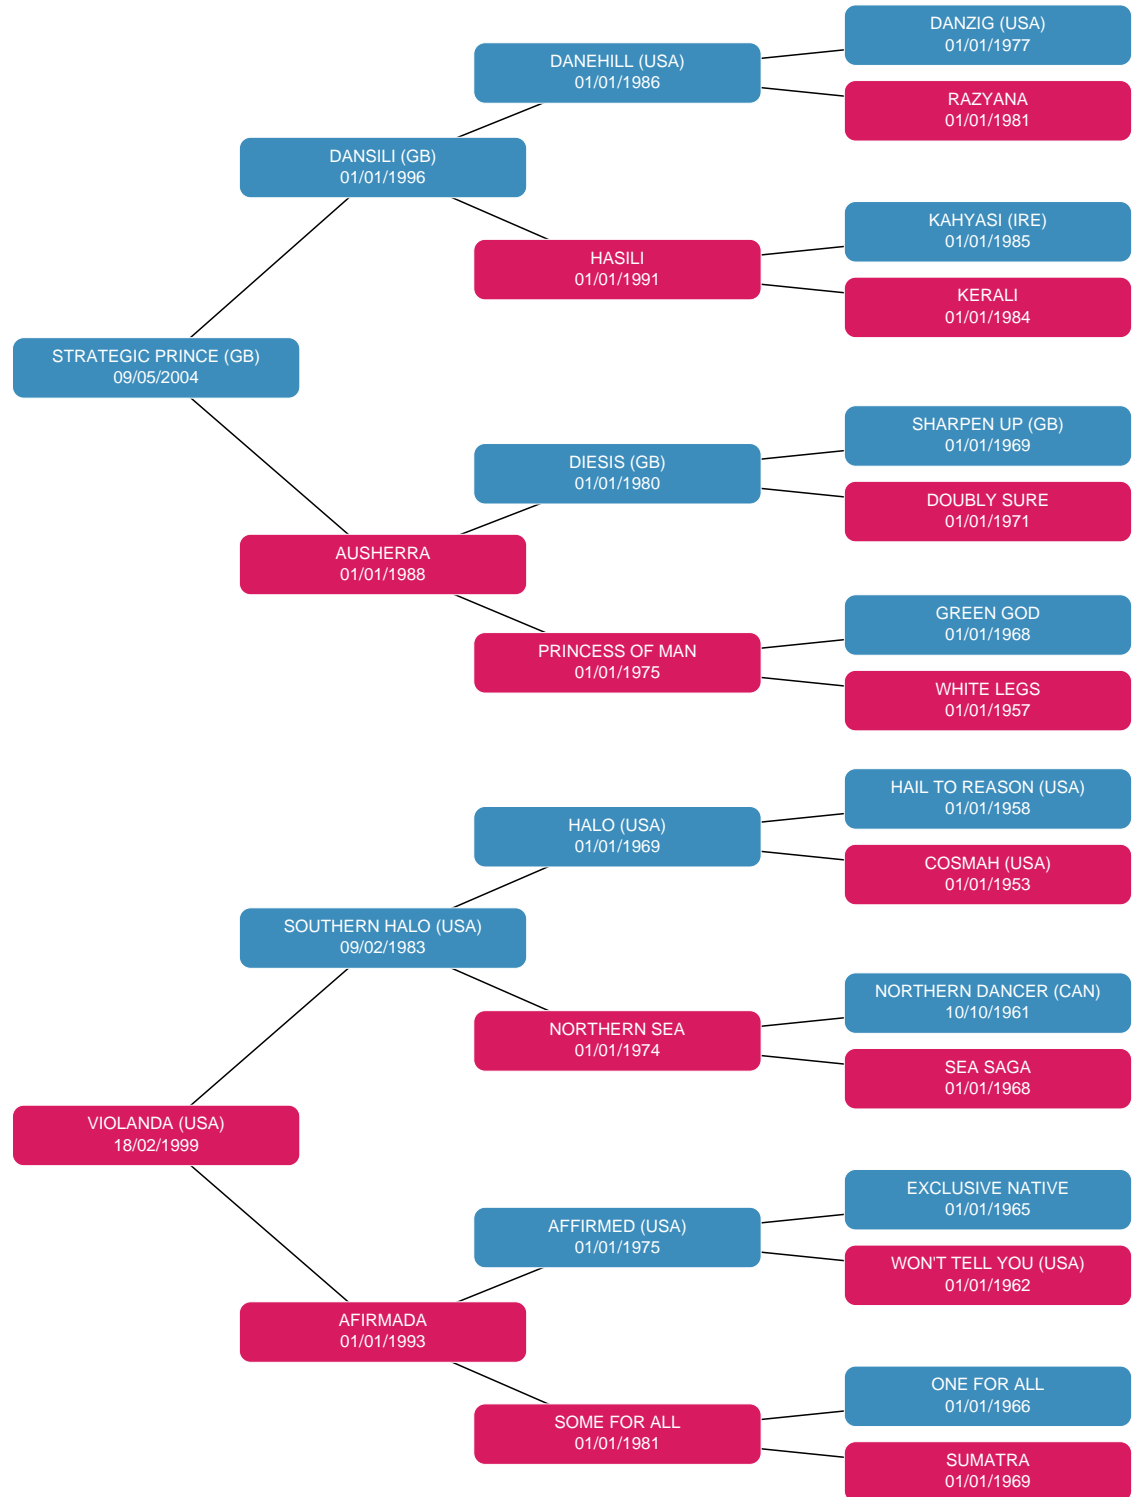 DANZIG (USA)
01/01/1977
DANEHILL (USA)
01/01/1986
RAZYANA
01/01/1981
DANSILI (GB)
01/01/1996
KAHYASI (IRE)
01/01/1985
HASILI
01/01/1991
KERALI
01/01/1984
STRATEGIC PRINCE (GB)
09/05/2004
SHARPEN UP (GB)
01/01/1969
DIESIS (GB)
01/01/1980
DOUBLY SURE
01/01/1971
AUSHERRA
01/01/1988
GREEN GOD
01/01/1968
PRINCESS OF MAN
01/01/1975
WHITE LEGS
01/01/1957
HAIL TO REASON (USA)
01/01/1958
HALO (USA)
01/01/1969
COSMAH (USA)
01/01/1953
SOUTHERN HALO (USA)
09/02/1983
NORTHERN DANCER (CAN)
10/10/1961
NORTHERN SEA
01/01/1974
SEA SAGA
01/01/1968
VIOLANDA (USA)
18/02/1999
EXCLUSIVE NATIVE
01/01/1965
AFFIRMED (USA)
01/01/1975
WON'T TELL YOU (USA)
01/01/1962
AFIRMADA
01/01/1993
ONE FOR ALL
01/01/1966
SOME FOR ALL
01/01/1981
SUMATRA
01/01/1969